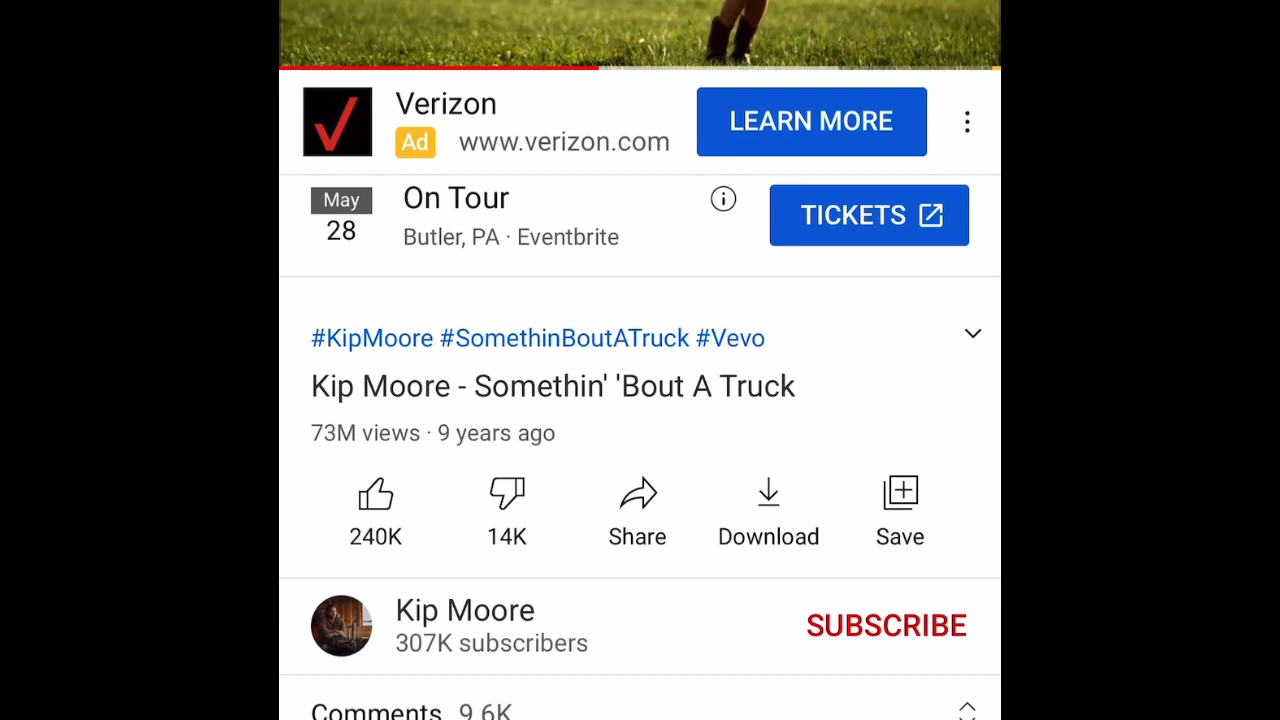 Verizon
LEARN MORE
Ad www.verizon.com
May
On Tour
TICKETS
28
Butler, PA · Eventbrite
#KipMoore #SomethinBoutATruck #Vevo
Kip Moore - Somethin' 'Bout A Truck
73M views · 9 years ago
240K
14K
Share
Download
Save
Kip Moore
307K subscribers
SUBSCRIBE
Comments 9.6K